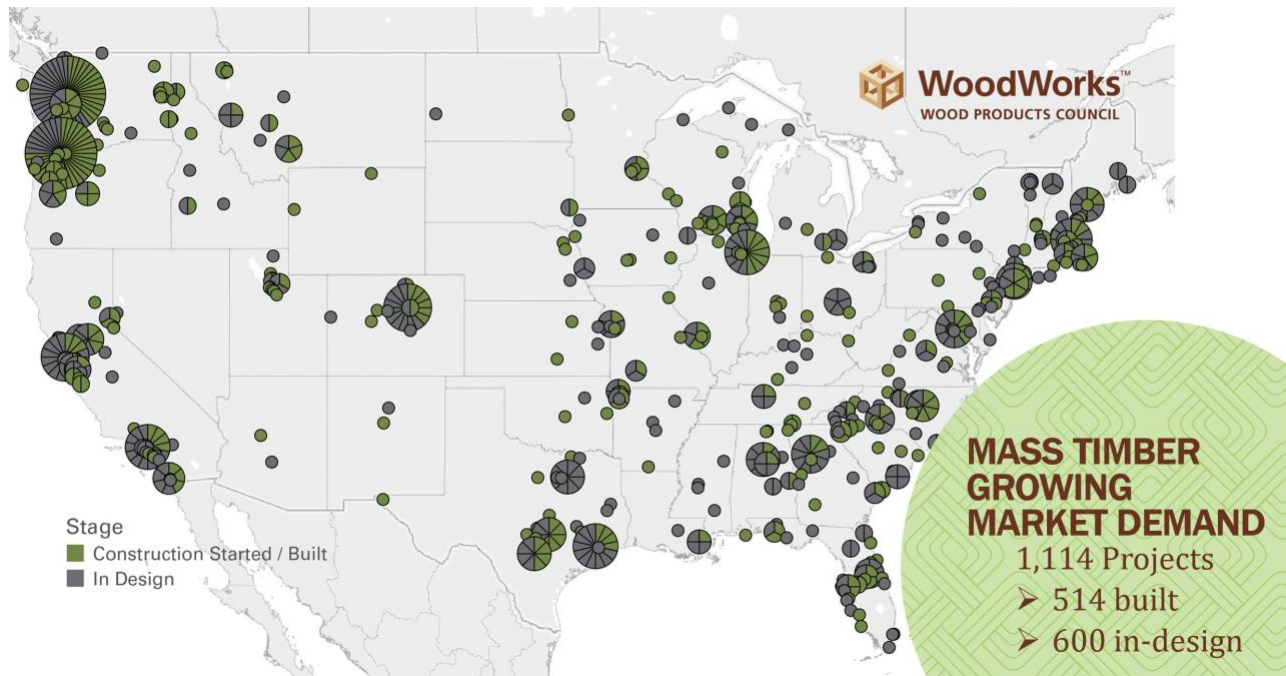 WoodWorks™
WOOD PRODUCTS COUNCIL
Stage
Construction Started / Built
In Design
MASS TIMBER
GROWING
MARKET DEMAND
1,114 Projects
➢ 514 built
➢ 600 in-design